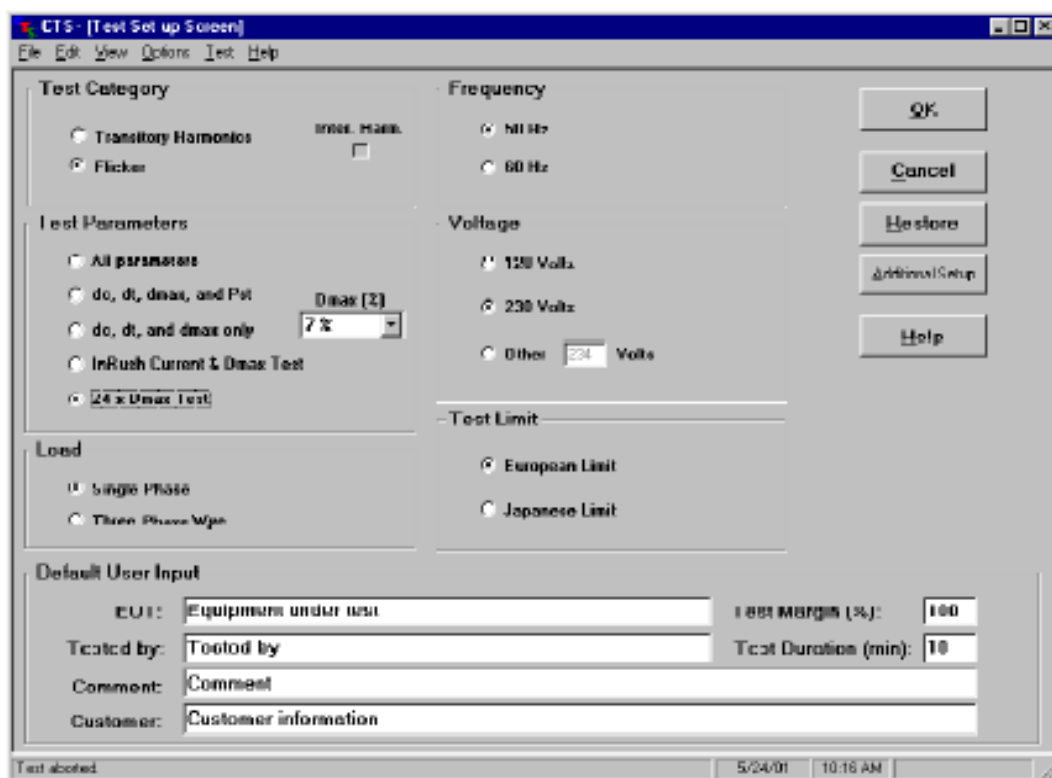 CTS - [Test Set up Screen]
File Edit View Options Test Help
Test Category
Transitory Harmonics
Inter. Harm.
Flicker
Frequency
50 Hz
60 Hz
OK
Cancel
Restore
Additional Setup
Help
Test Parameters
All parameters
dc, dt, dmax, and Pst
dc, dt, and dmax only
InRush Current & Dmax Test
24 x Dmax Test
Dmax (%)
7 %
Voltage
120 Volts
230 Volts
Other 234 Volts
Load
Single Phase
Three Phase Wye
Test Limit
European Limit
Japanese Limit
Default User Input
EUT: Equipment under test
Test Margin (%): 100
Tested by: Tested by
Test Duration (min): 10
Comment: Comment
Customer: Customer information
Test aborted. 5/24/01 10:16 AM